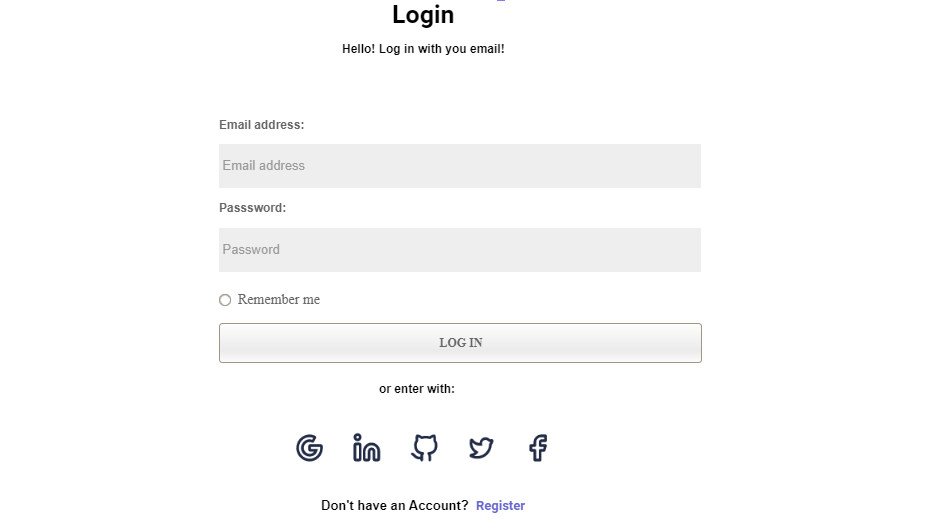 Login
Hello! Log in with you email!
Email address:
Email address
Passsword:
Password
Remember me
LOG IN
or enter with:
Don't have an Account? Register